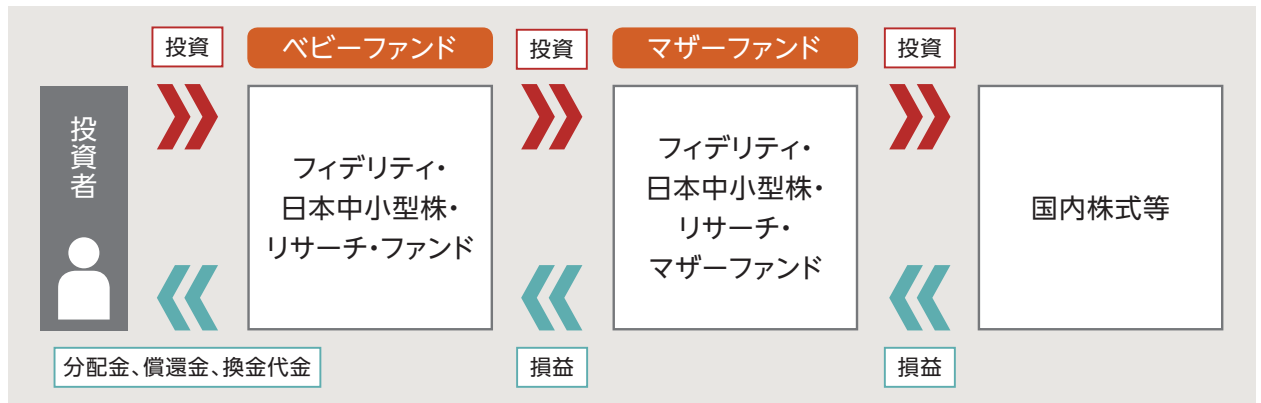 投資
ベビーファンド
投資
マザーファンド
投資
投資者
フィデリティ・
日本中小型株・
リサーチ・ファンド
フィデリティ・
日本中小型株・
リサーチ・
マザーファンド
国内株式等
分配金、償還金、換金代金
損益
損益